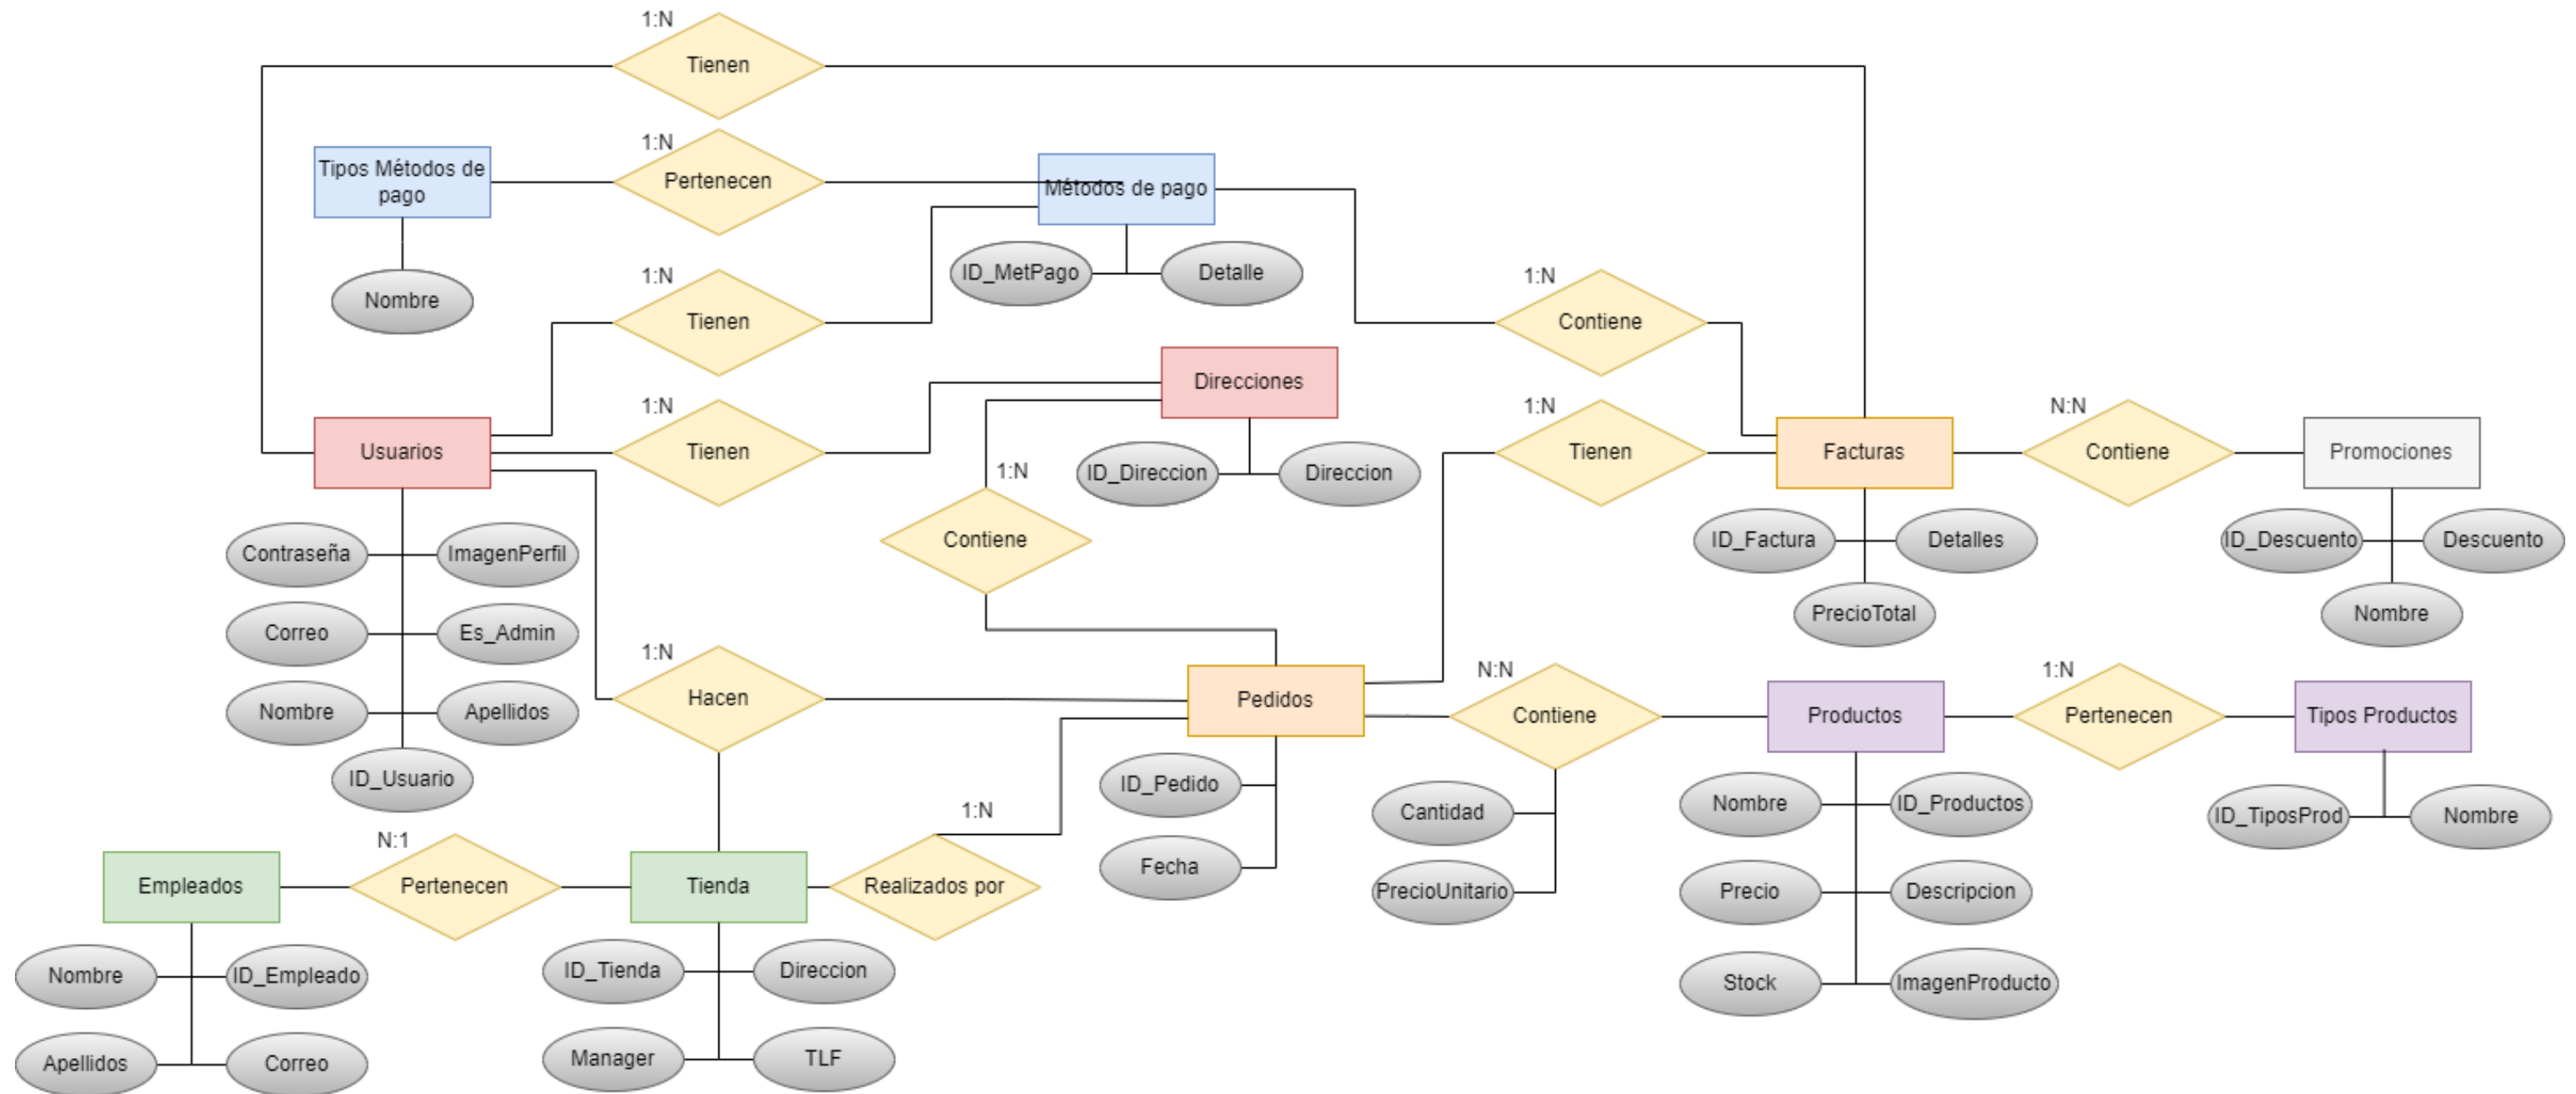 1:N
Tienen
1:N
Tipos Métodos de
pago
Pertenecen
Métodos de pago
Nombre
ID_MetPago
Detalle
1:N
Tienen
1:N
Contiene
Direcciones
1:N
Usuarios
Tienen
ID_Direccion
Direccion
1:N
Contiene
1:N
Tienen
Facturas
N:N
Contiene
Promociones
ID_Factura
Detalles
PrecioTotal
ID_Descuento
Descuento
Nombre
Contraseña
ImagenPerfil
Correo
Es_Admin
Nombre
Apellidos
ID_Usuario
1:N
Hacen
Pedidos
N:N
Contiene
Productos
1:N
Pertenecen
Tipos Productos
ID_Pedido
Fecha
Cantidad
PrecioUnitario
Nombre
ID_Productos
Precio
Descripcion
Stock
ImagenProducto
ID_TiposProd
Nombre
Empleados
N:1
Pertenecen
Tienda
1:N
Realizados por
Nombre
ID_Empleado
Apellidos
Correo
ID_Tienda
Direccion
Manager
TLF